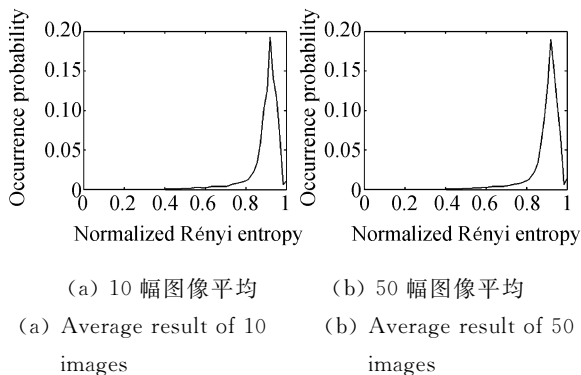 Occurrence probability
0.20
0.15
0.10
0.05
0
0 0.2 0.4 0.6 0.8 1
Normalized Rényi entropy
(a) 10 幅图像平均
(a) Average result of 10
images
Occurrence probability
0.20
0.15
0.10
0.05
0
0 0.2 0.4 0.6 0.8 1
Normalized Rényi entropy
(b) 50 幅图像平均
(b) Average result of 50
images